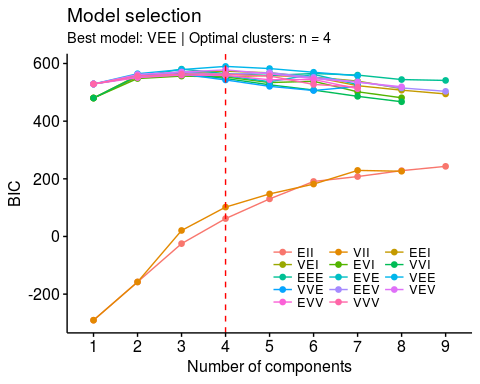 Model selection
Best model: VEE | Optimal clusters: n = 4
600
400
200
0
-200
BIC
EII VII EEI
VEI EVI VVI
EEE EVE VEE
VVE EEV VEV
EVV VVV
1 2 3 4 5 6 7 8 9
Number of components